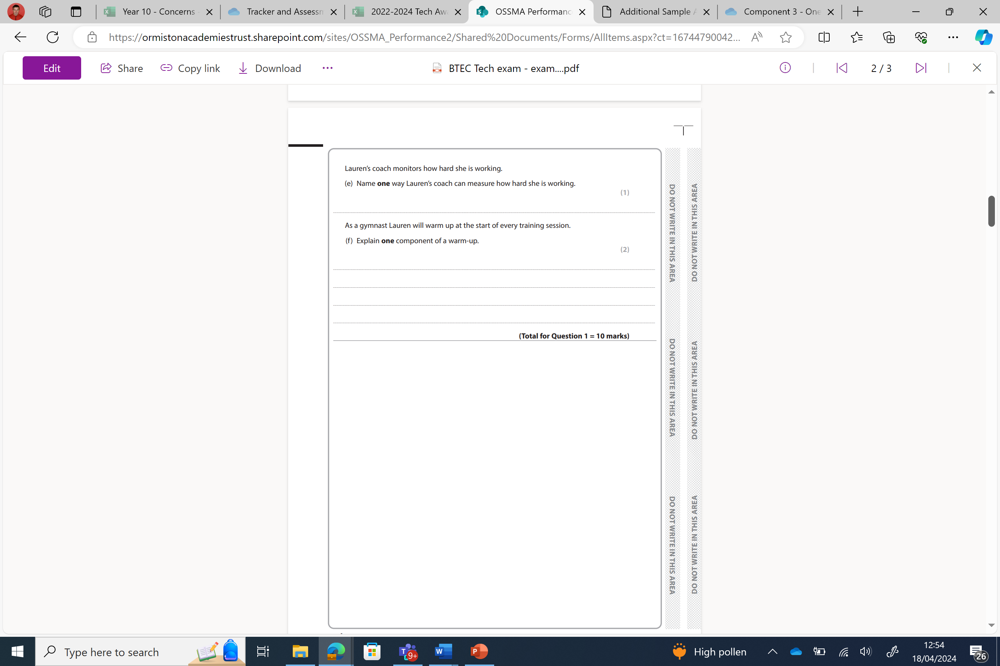 Year 10 - Concerns
Tracker and Assessm
2022-2024 Tech Aw
OSSMA Performanc
Additional Sample A
Component 3 - One
https://ormistonacademiestrust.sharepoint.com/sites/OSSMA_Performance2/Shared%20Documents/Forms/AllItems.aspx?ct=16744790042...
Edit
Share
Copy link
Download
BTEC Tech exam - exam....pdf
2 / 3
Lauren's coach monitors how hard she is working.
(e) Name one way Lauren's coach can measure how hard she is working.
(1)
As a gymnast Lauren will warm up at the start of every training session.
(f) Explain one component of a warm-up.
(2)
(Total for Question 1 = 10 marks)
DO NOT WRITE IN THIS AREA
DO NOT WRITE IN THIS AREA
DO NOT WRITE IN THIS AREA
DO NOT WRITE IN THIS AREA
DO NOT WRITE IN THIS AREA
DO NOT WRITE IN THIS AREA
Type here to search
9+
High pollen
12:54
18/04/2024
26